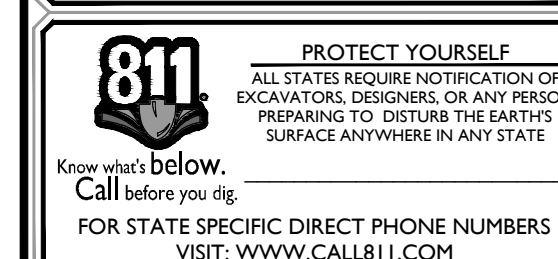 811
Know what's below.
Call before you dig.
PROTECT YOURSELF
ALL STATES REQUIRE NOTIFICATION OF
EXCAVATORS, DESIGNERS, OR ANY PERSO
PREPARING TO DISTURB THE EARTH'S
SURFACE ANYWHERE IN ANY STATE
FOR STATE SPECIFIC DIRECT PHONE NUMBERS
VISIT: WWW.CALL811.COM